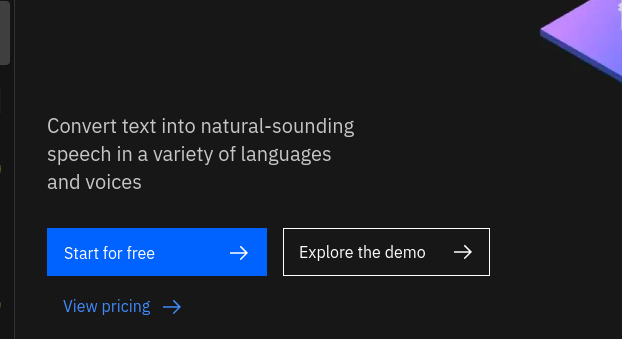 Convert text into natural-sounding
speech in a variety of languages
and voices
Start for free →
Explore the demo →
View pricing →